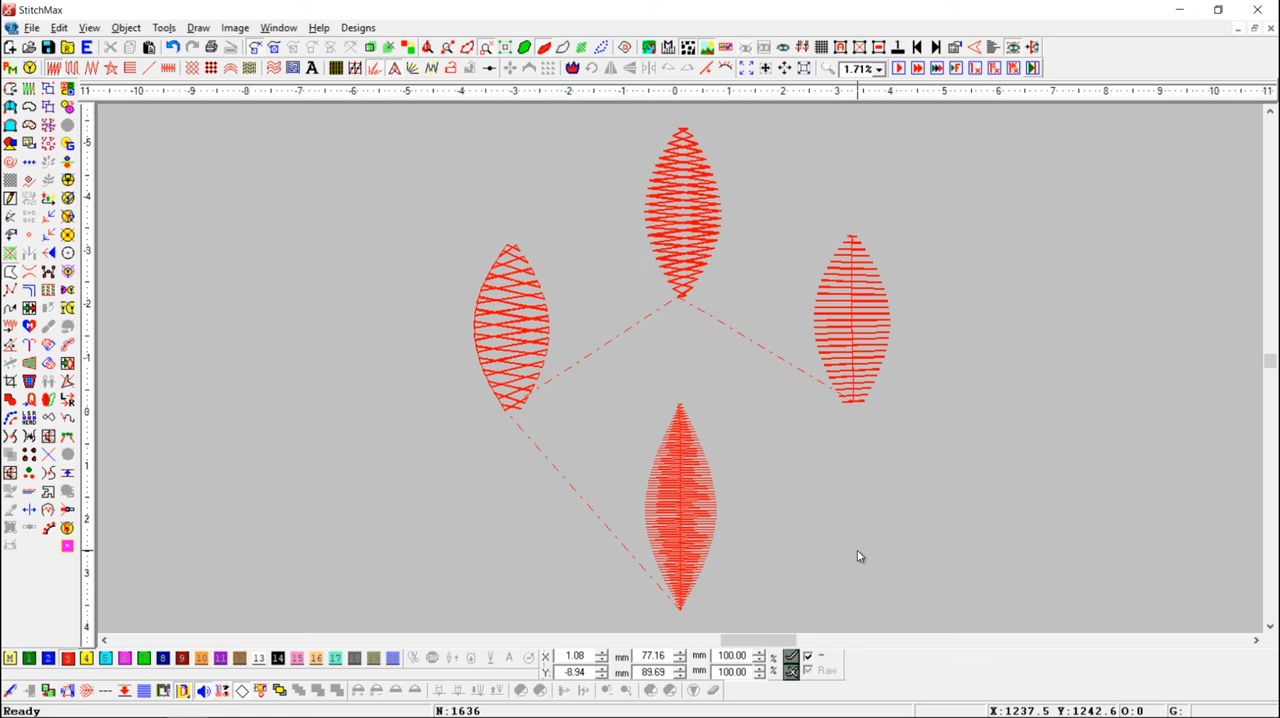 StitchMax
File Edit View Object Tools Draw Image Window Help Designs
1.71%
11 -10 -9 -8 -7 -6 -5 -4 -3 -2 -1 0 1 2 3 4 5 6 7 8 9 10 11
-5
-4
-3
-2
-1
0
1
2
3
4
M 1 2 3 4 5 6 7 8 9 10 11 12 13 14 15 16 17 18 19 20
X 1.08 mm 77.16 mm 100.00 %
Y: -8.94 mm 89.69 mm 100.00 % Raw
Ready N:1636 X:1237.5 Y:1242.6 O:0 G: